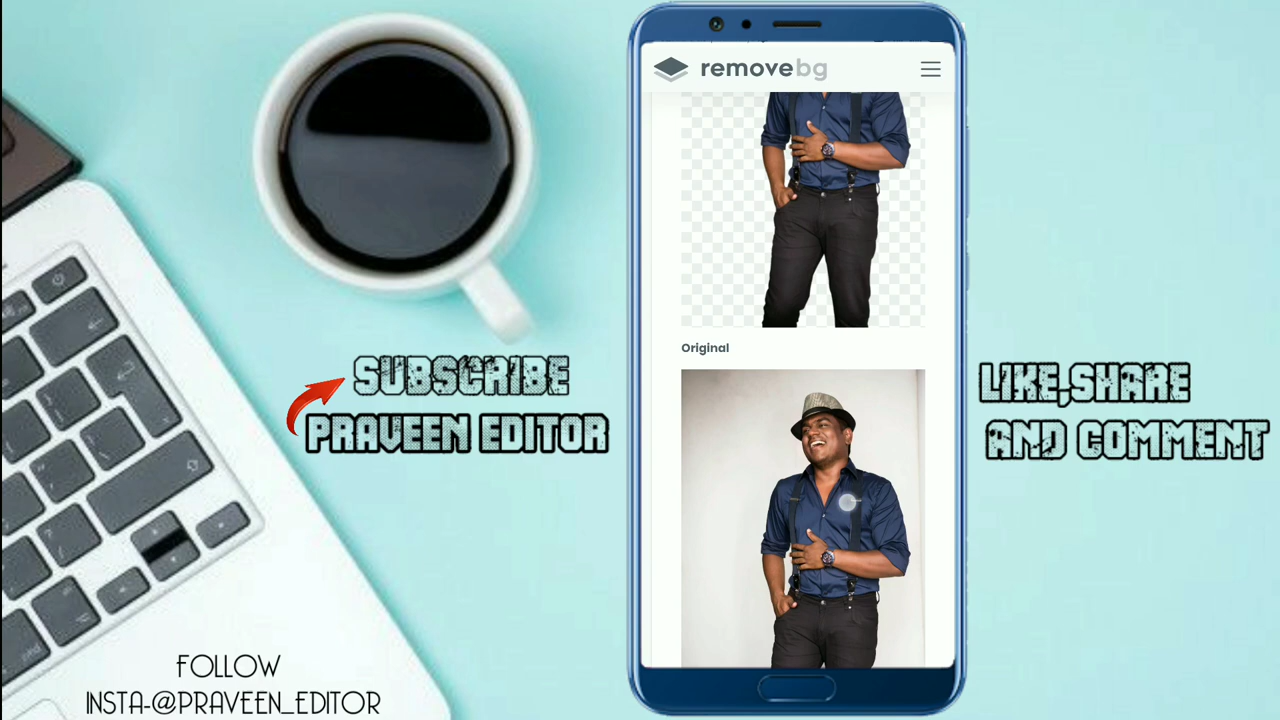 removebg
Original
SUBSCRIBE
PRAVEEN EDITOR
LIKE,SHARE
AND COMMENT
FOLLOW
INSTA-@PRAVEEN_EDITOR